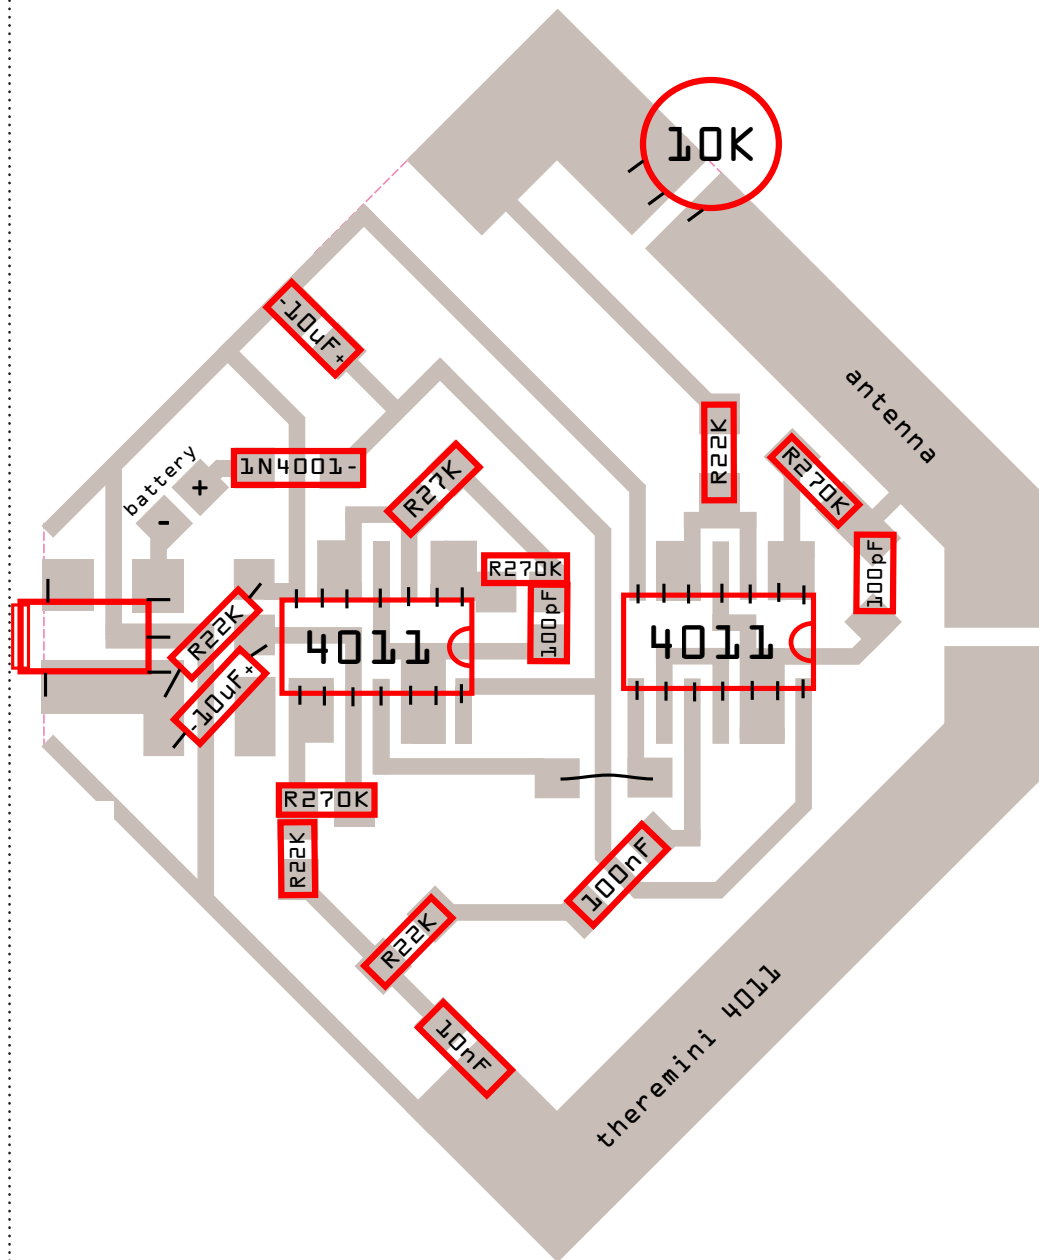 10K
-10uF+
antenna
battery
+
-
1N4001-
R27K
R22K
R270K
R270K
100pF
100pF
R22K
4011
4011
-10uF+
R270K
R22K
100nF
R22K
10nF
theremini 4011